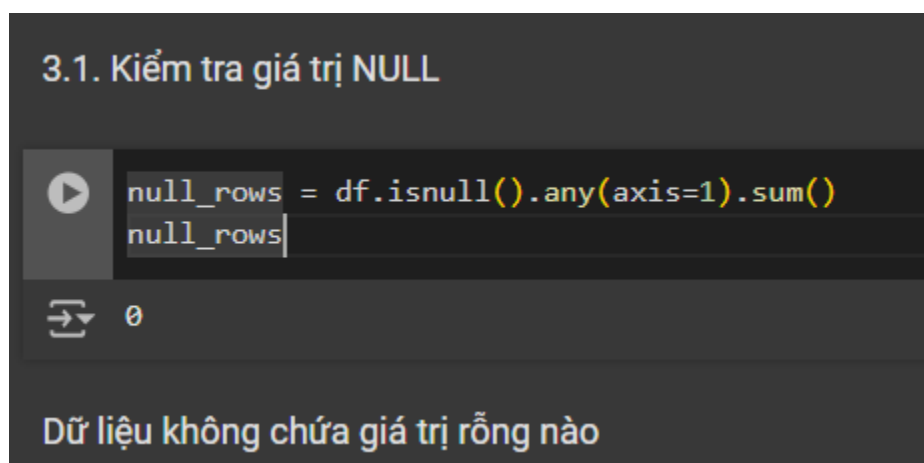 3.1. Kiểm tra giá trị NULL
null_rows = df.isnull().any(axis=1).sum()
null_rows
0
Dữ liệu không chứa giá trị rỗng nào